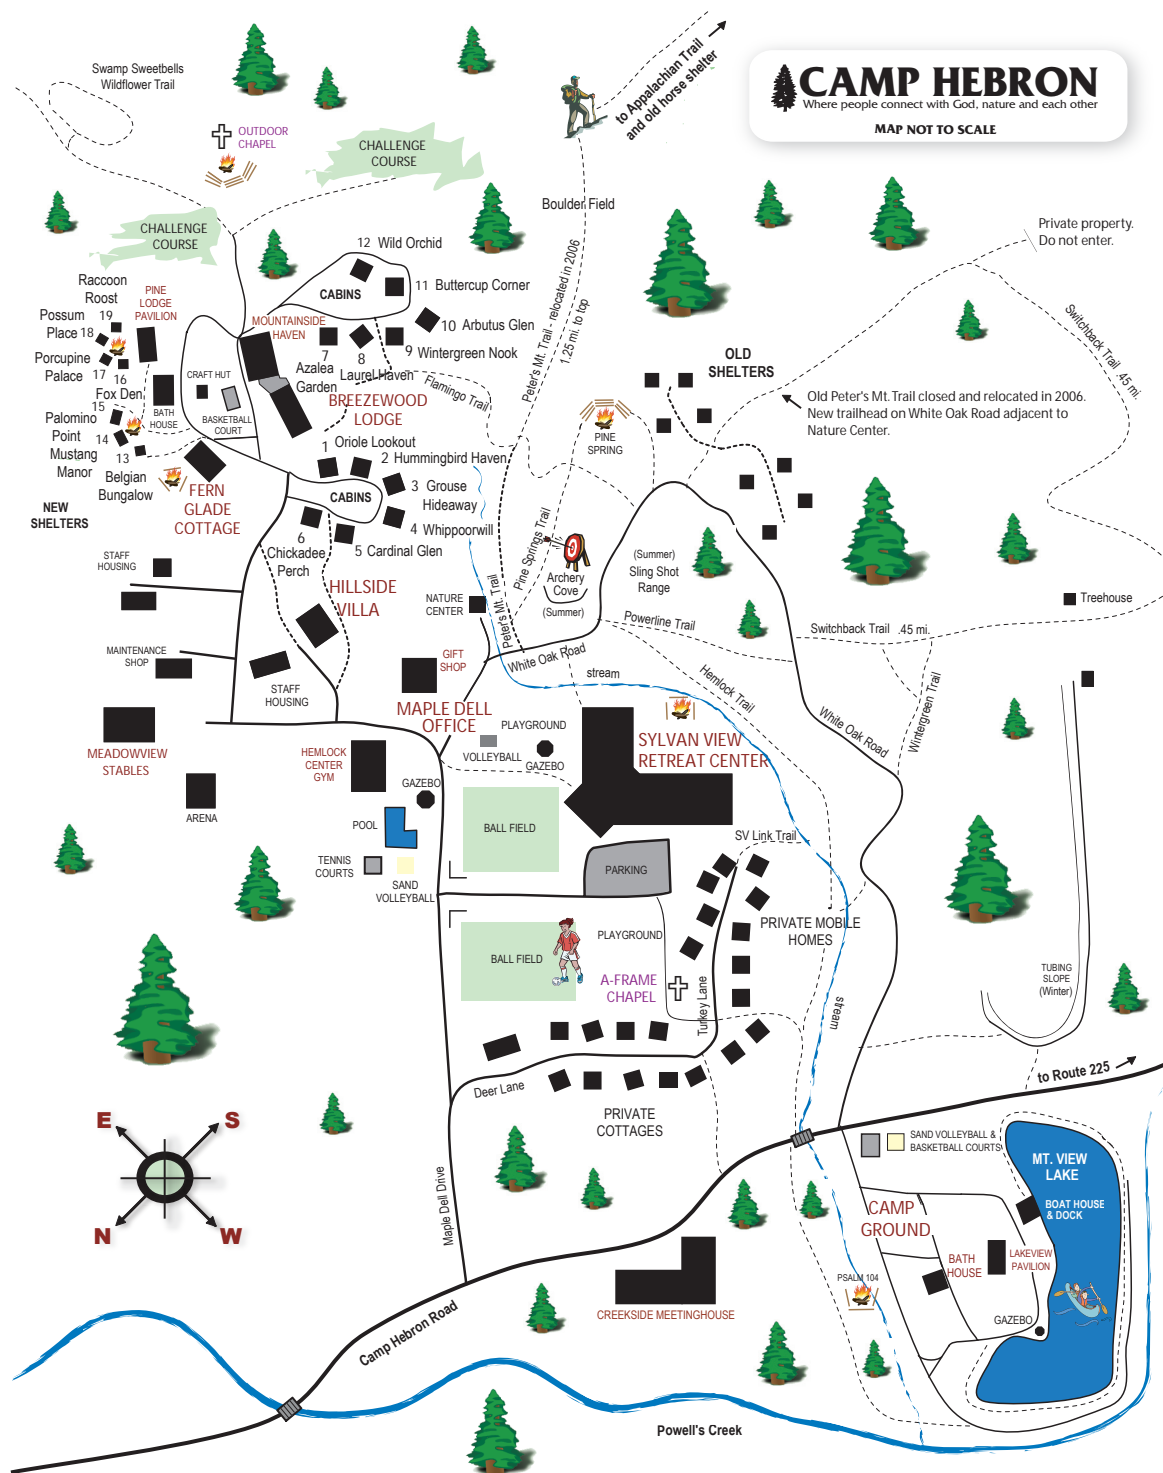 Swamp Sweetbells
Wildflower Trail
to Appalachian Trail
and old horse shelter
CAMP HEBRON
Where people connect with God, nature and each other
MAP NOT TO SCALE
OUTDOOR
CHAPEL
CHALLENGE
COURSE
Boulder Field
CHALLENGE
COURSE
Private property.
Do not enter.
12 Wild Orchid
CABINS
11 Buttercup Corner
10 Arbutus Glen
9 Wintergreen Nook
8
Laurel Haven
7
Azalea
Garden
Raccoon
Roost
19
Possum
Place 18
Porcupine
Palace
17
16
Fox Den
15
Palomino
Point
14
Mustang
Manor
13
Belgian
Bungalow
NEW
SHELTERS
PINE
LODGE
PAVILION
MOUNTAINSIDE
HAVEN
CRAFT HUT
BATH
HOUSE
BASKETBALL
COURT
BREEZEWOOD
LODGE
Flamingo Trail
Peter's Mt. Trail - relocated in 2006
1.25 mi. to top
Switchback Trail .45 mi.
OLD
SHELTERS
Old Peter's Mt. Trail closed and relocated in 2006.
New trailhead on White Oak Road adjacent to
Nature Center.
PINE
SPRING
1 Oriole Lookout
2 Hummingbird Haven
3 Grouse
Hideaway
4 Whippoorwill
5 Cardinal Glen
6
Chickadee
Perch
CABINS
FERN
GLADE
COTTAGE
STAFF
HOUSING
HILLSIDE
VILLA
NATURE
CENTER
Peter's Mt. Trail
Pine Springs Trail
Archery
Cove
(Summer)
(Summer)
Sling Shot
Range
Treehouse
Powerline Trail
Switchback Trail .45 mi.
MAINTENANCE
SHOP
STAFF
HOUSING
GIFT
SHOP
White Oak Road
stream
Hemlock Trail
Wintergreen Trail
White Oak Road
MAPLE DELL
OFFICE
PLAYGROUND
VOLLEYBALL
GAZEBO
SYLVAN VIEW
RETREAT CENTER
MEADOWVIEW
STABLES
HEMLOCK
CENTER
GYM
GAZEBO
ARENA
POOL
BALL FIELD
SV Link Trail
TENNIS
COURTS
SAND
VOLLEYBALL
PARKING
BALL FIELD
PLAYGROUND
PRIVATE MOBILE
HOMES
A-FRAME
CHAPEL
Turkey Lane
stream
TUBING
SLOPE
(Winter)
to Route 225
Deer Lane
PRIVATE
COTTAGES
E
S
N
W
Maple Dell Drive
SAND VOLLEYBALL &
BASKETBALL COURTS
MT. VIEW
LAKE
BOAT HOUSE
& DOCK
CAMP
GROUND
BATH
HOUSE
LAKEVIEW
PAVILION
PSALM 104
GAZEBO
CREEKSIDE MEETINGHOUSE
Camp Hebron Road
Powell's Creek